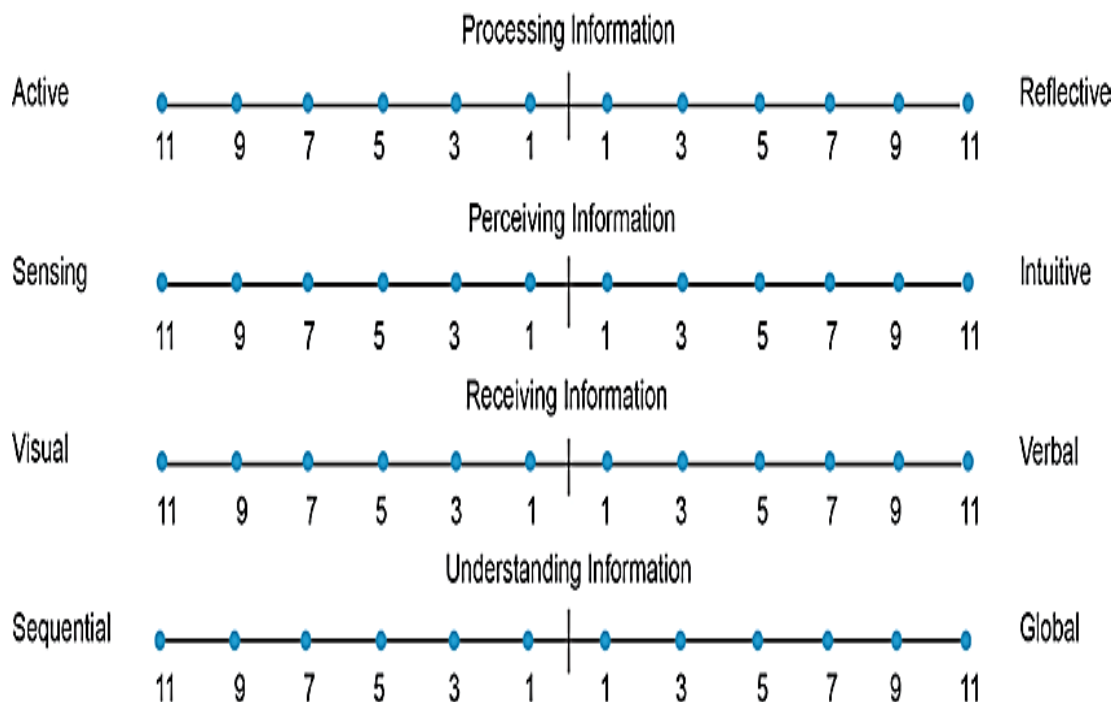 Processing Information
Active Reflective
11 9 7 5 3 1 1 3 5 7 9 11
Perceiving Information
Sensing Intuitive
11 9 7 5 3 1 1 3 5 7 9 11
Receiving Information
Visual Verbal
11 9 7 5 3 1 1 3 5 7 9 11
Understanding Information
Sequential Global
11 9 7 5 3 1 1 3 5 7 9 11